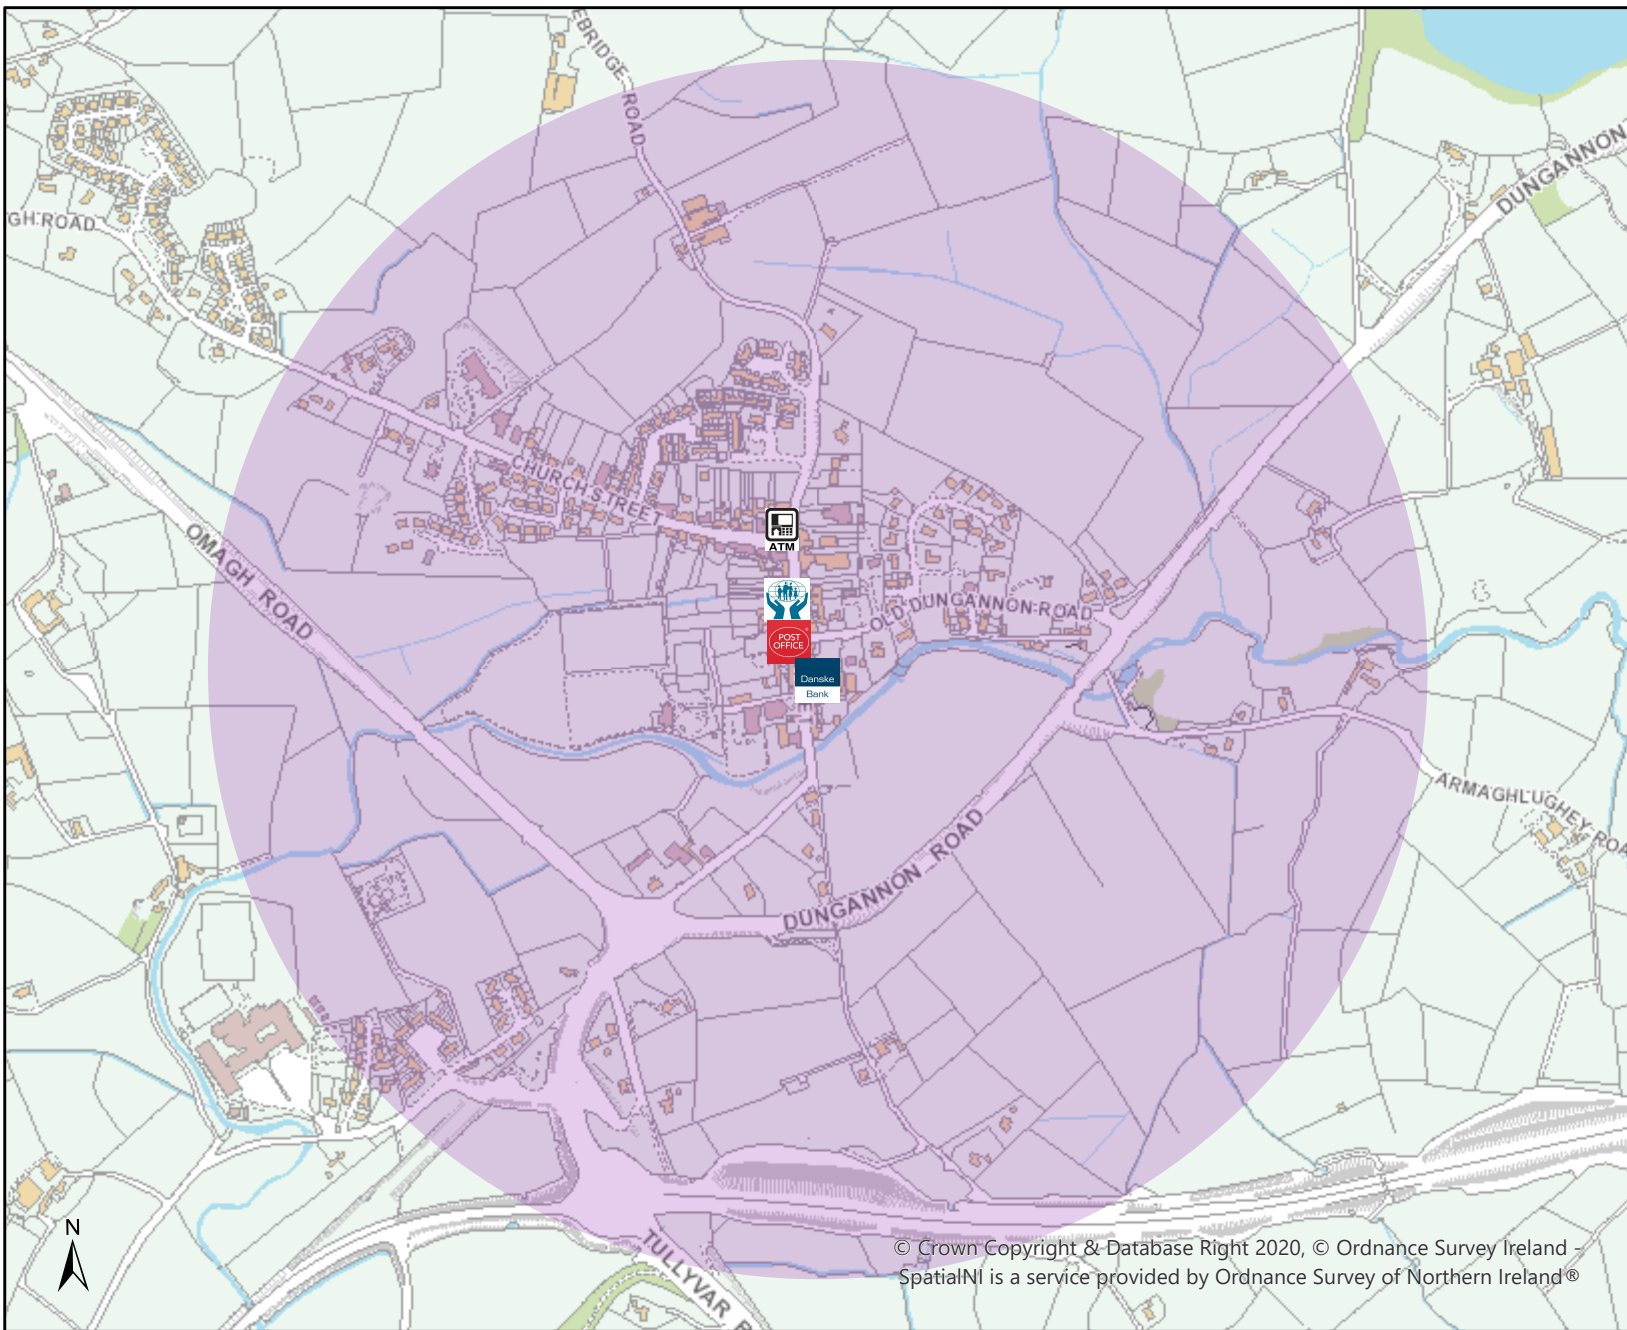 EBRIDGE ROAD
DUNGANNON
GH ROAD
CHURCH STREET
ATM
OMAGH ROAD
OLD DUNGANNON ROAD
POST
OFFICE
Danske
Bank
ARMAGHLUGHEY ROA
DUNGANNON ROAD
N
TULLYVAR R
© Crown Copyright & Database Right 2020, © Ordnance Survey Ireland -
SpatialNI is a service provided by Ordnance Survey of Northern Ireland®